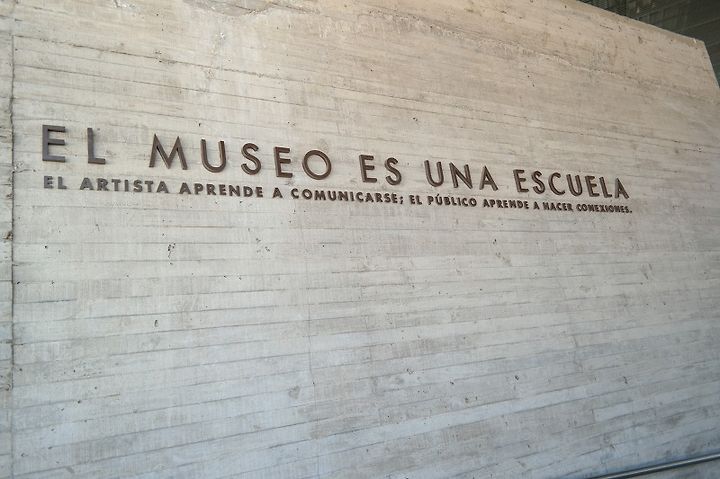 EL MUSEO ES UNA ESCUELA
EL ARTISTA APRENDE A COMUNICARSE; EL PÚBLICO APRENDE A HACER CONEXIONES.